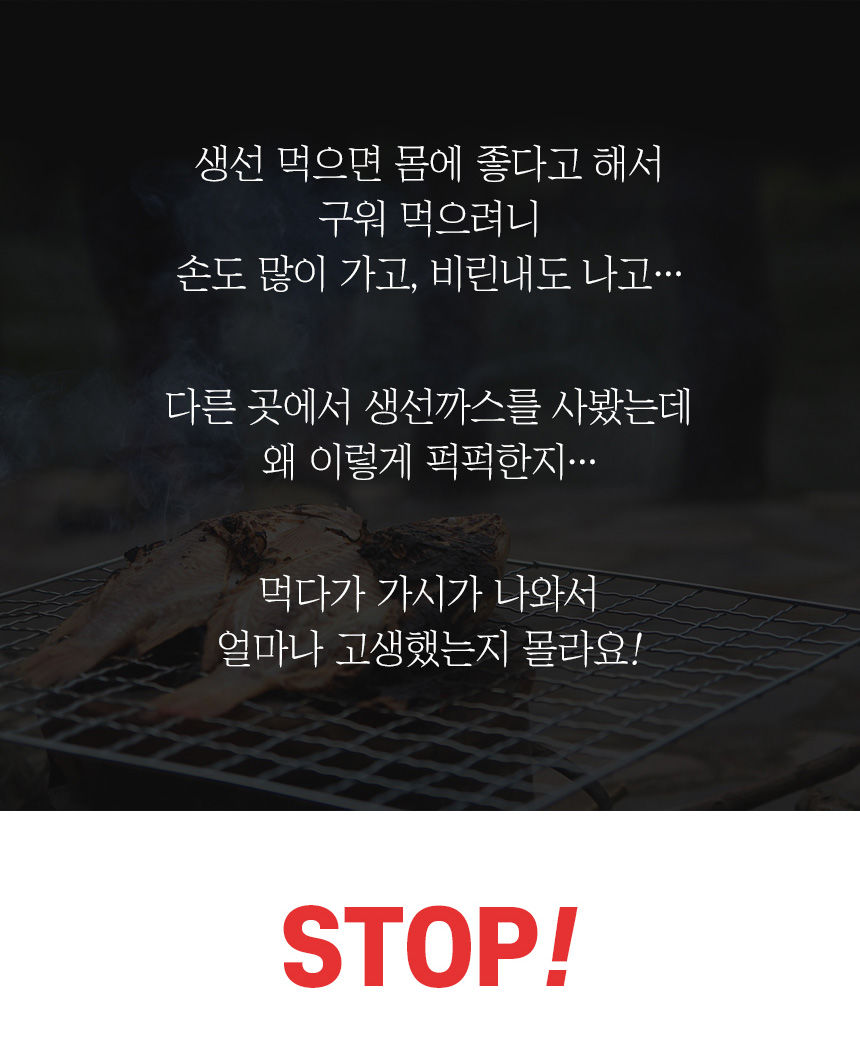 생선 먹으면 몸에 좋다고 해서
구워 먹으려니
손도 많이 가고, 비린내도 나고…
다른 곳에서 생선까스를 사봤는데
왜 이렇게 퍽퍽한지…
먹다가 가시가 나와서
얼마나 고생했는지 몰라요!
STOP!